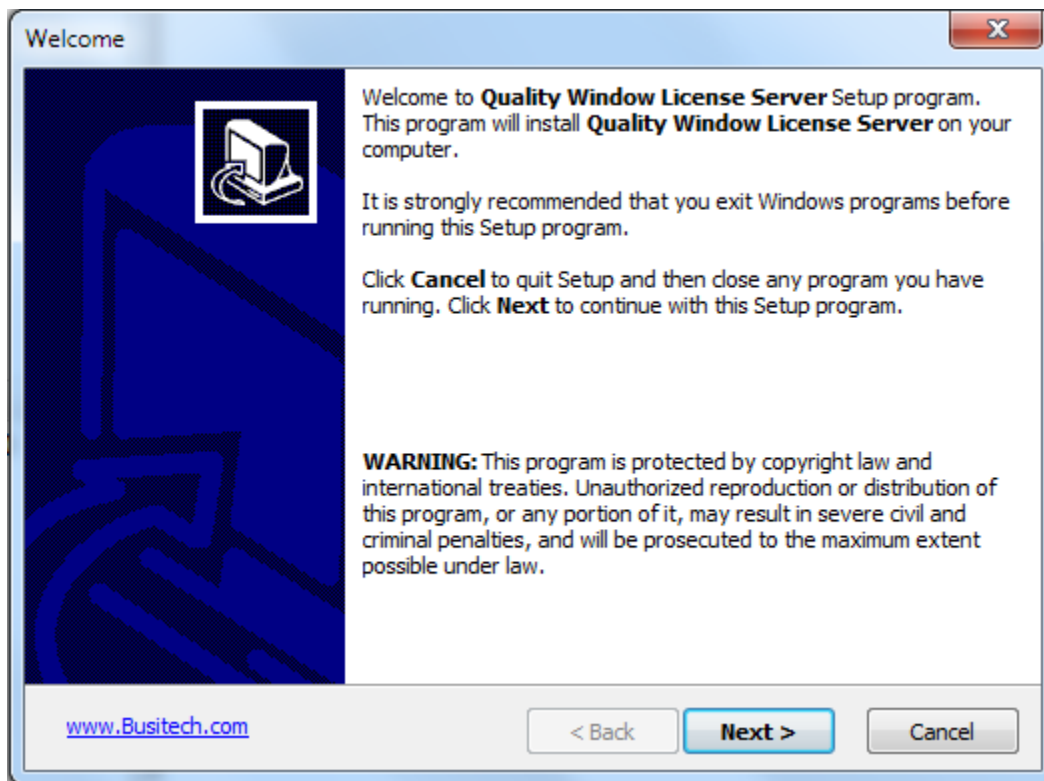 Welcome
Welcome to Quality Window License Server Setup program.
This program will install Quality Window License Server on your
computer.
It is strongly recommended that you exit Windows programs before
running this Setup program.
Click Cancel to quit Setup and then close any program you have
running. Click Next to continue with this Setup program.
WARNING: This program is protected by copyright law and
international treaties. Unauthorized reproduction or distribution of
this program, or any portion of it, may result in severe civil and
criminal penalties, and will be prosecuted to the maximum extent
possible under law.
www.Busitech.com
< Back
Next >
Cancel